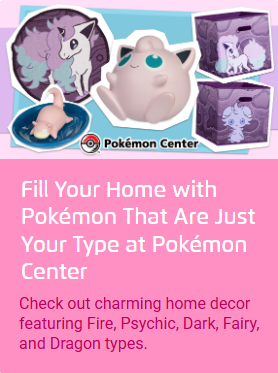 Pokémon Center
Fill Your Home with
Pokémon That Are Just
Your Type at Pokémon
Center
Check out charming home decor
featuring Fire, Psychic, Dark, Fairy,
and Dragon types.